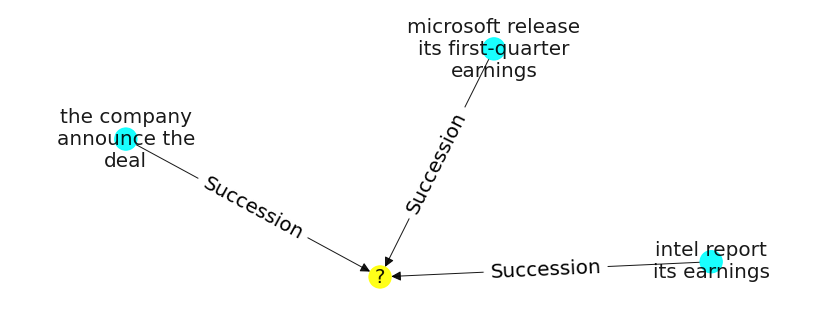 microsoft release
its first-quarter
earnings
the company
announce the
deal
Succession
Succession
intel report
its earnings
Succession
?